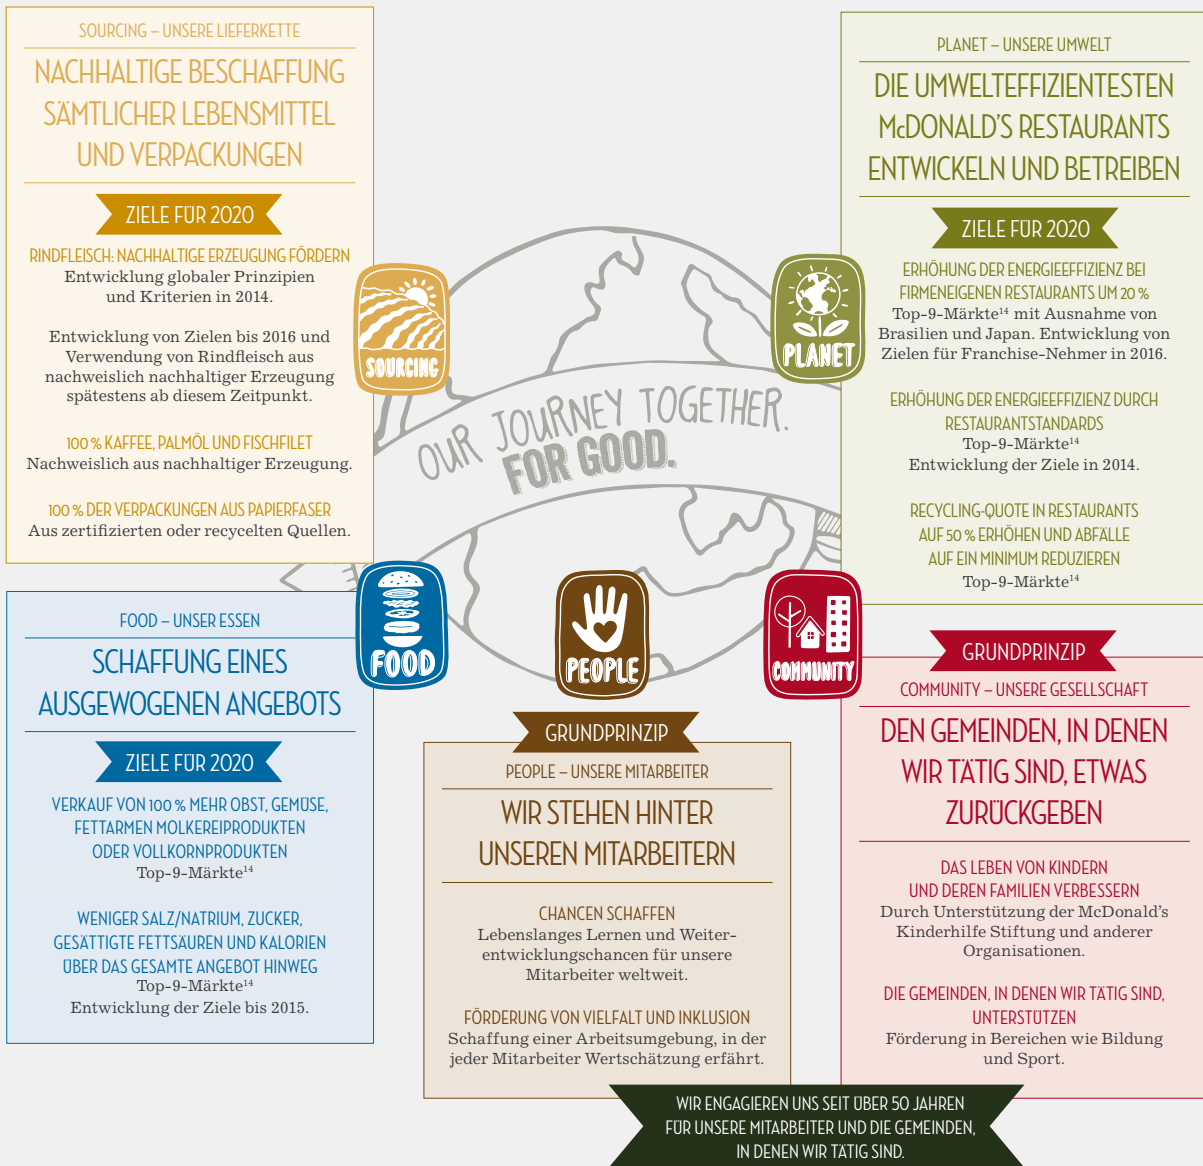 SOURCING – UNSERE LIEFERKETTE
NACHHALTIGE BESCHAFFUNG
SÄMTLICHER LEBENSMITTEL
UND VERPACKUNGEN
ZIELE FÜR 2020
RINDFLEISCH: NACHHALTIGE ERZEUGUNG FÖRDERN
Entwicklung globaler Prinzipien
und Kriterien in 2014.
Entwicklung von Zielen bis 2016 und
Verwendung von Rindfleisch aus
nachweislich nachhaltiger Erzeugung
spätestens ab diesem Zeitpunkt.
100 % KAFFEE, PALMÖL UND FISCHFILET
Nachweislich aus nachhaltiger Erzeugung.
100 % DER VERPACKUNGEN AUS PAPIERFASER
Aus zertifizierten oder recycelten Quellen.
SOURCING
OUR JOURNEY TOGETHER.
FOR GOOD.
PLANET
PLANET – UNSERE UMWELT
DIE UMWELTEFFIZIENTESTEN
McDONALD'S RESTAURANTS
ENTWICKELN UND BETREIBEN
ZIELE FÜR 2020
ERHÖHUNG DER ENERGIEEFFIZIENZ BEI
FIRMENEIGENEN RESTAURANTS UM 20 %
Top-9-Märkte¹⁴ mit Ausnahme von
Brasilien und Japan. Entwicklung von
Zielen für Franchise-Nehmer in 2016.
ERHÖHUNG DER ENERGIEEFFIZIENZ DURCH
RESTAURANTSTANDARDS
Top-9-Märkte¹⁴
Entwicklung der Ziele in 2014.
RECYCLING-QUOTE IN RESTAURANTS
AUF 50 % ERHÖHEN UND ABFÄLLE
AUF EIN MINIMUM REDUZIEREN
Top-9-Märkte¹⁴
FOOD
FOOD – UNSER ESSEN
SCHAFFUNG EINES
AUSGEWOGENEN ANGEBOTS
ZIELE FÜR 2020
VERKAUF VON 100 % MEHR OBST, GEMÜSE,
FETTARMEN MOLKEREIPRODUKTEN
ODER VOLLKORNPRODUKTEN
Top-9-Märkte¹⁴
WENIGER SALZ/NATRIUM, ZUCKER,
GESÄTTIGTE FETTSÄUREN UND KALORIEN
ÜBER DAS GESAMTE ANGEBOT HINWEG
Top-9-Märkte¹⁴
Entwicklung der Ziele bis 2015.
PEOPLE
GRUNDPRINZIP
PEOPLE – UNSERE MITARBEITER
WIR STEHEN HINTER
UNSEREN MITARBEITERN
CHANCEN SCHAFFEN
Lebenslanges Lernen und Weiter-
entwicklungschancen für unsere
Mitarbeiter weltweit.
FÖRDERUNG VON VIELFALT UND INKLUSION
Schaffung einer Arbeitsumgebung, in der
jeder Mitarbeiter Wertschätzung erfährt.
COMMUNITY
GRUNDPRINZIP
COMMUNITY – UNSERE GESELLSCHAFT
DEN GEMEINDEN, IN DENEN
WIR TÄTIG SIND, ETWAS
ZURÜCKGEBEN
DAS LEBEN VON KINDERN
UND DEREN FAMILIEN VERBESSERN
Durch Unterstützung der McDonald's
Kinderhilfe Stiftung und anderer
Organisationen.
DIE GEMEINDEN, IN DENEN WIR TÄTIG SIND,
UNTERSTÜTZEN
Förderung in Bereichen wie Bildung
und Sport.
WIR ENGAGIEREN UNS SEIT ÜBER 50 JAHREN
FÜR UNSERE MITARBEITER UND DIE GEMEINDEN,
IN DENEN WIR TÄTIG SIND.